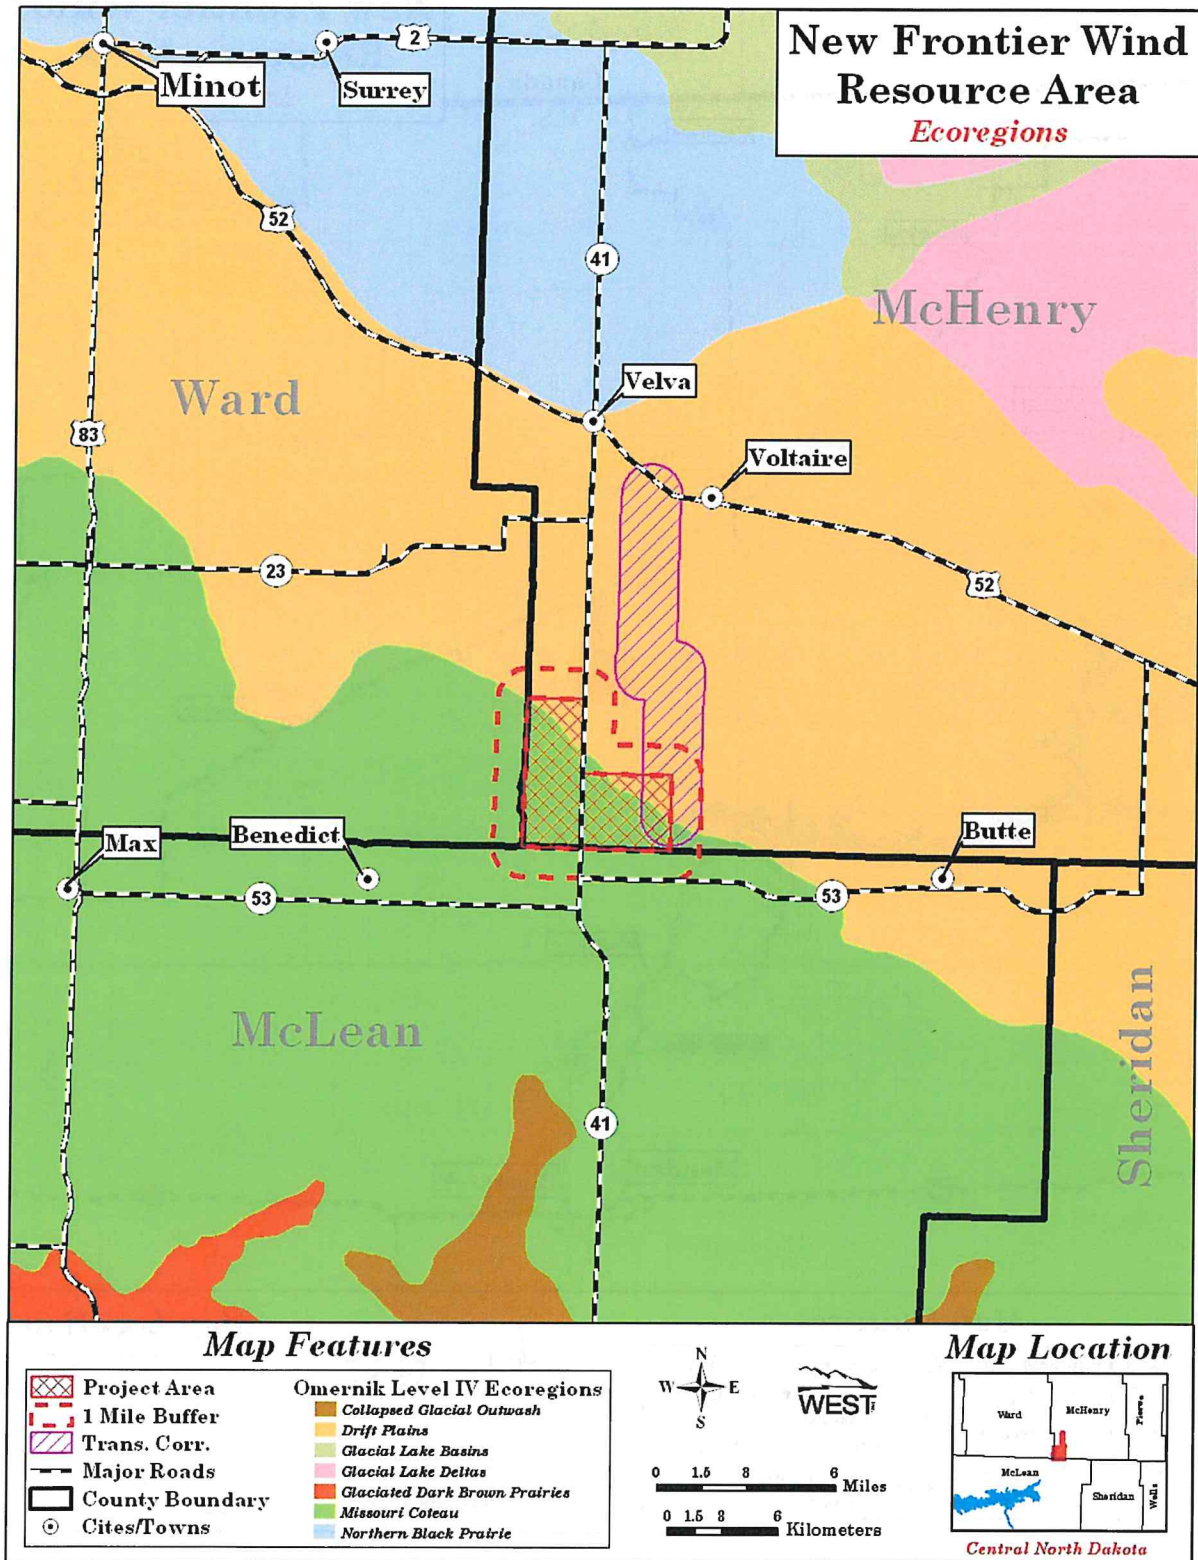 New Frontier Wind
Resource Area
Ecoregions
2
Minot
Surrey
52
41
McHenry
Velva
Ward
83
Voltaire
23
52
Benedict
Butte
Max
53
53
McLean
Sheridan
41
Map Features
Project Area
1 Mile Buffer
Trans. Corr.
Major Roads
County Boundary
Cites/Towns
Omernik Level IV Ecoregions
Collapsed Glacial Outwash
Drift Plains
Glacial Lake Basins
Glacial Lake Deltas
Glaciated Dark Brown Prairies
Missouri Coteau
Northern Black Prairie
N
W E
S
WEST
0 1.5 3 6 Miles
0 1.5 3 6 Kilometers
Map Location
Ward
McHenry
Pierce
McLean
Sheridan
Wells
Central North Dakota